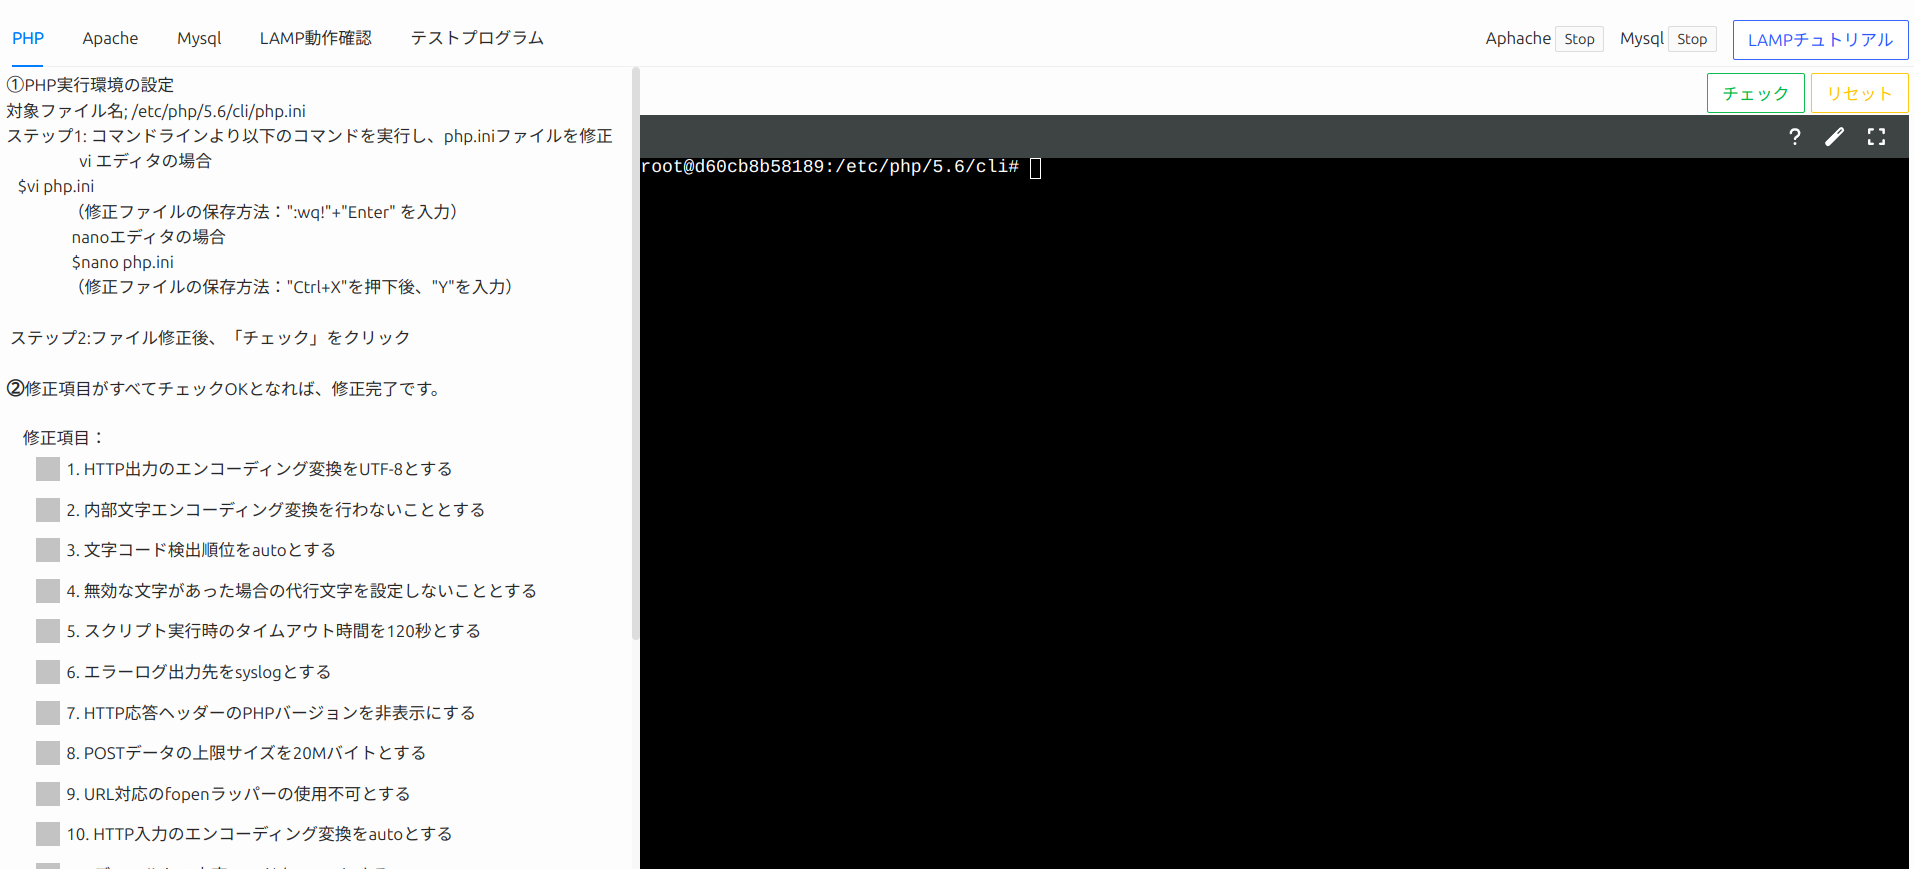 PHP Apache Mysql LAMP動作確認 テストプログラム Aphache Stop Mysql Stop LAMPチュトリアル
チェック リセット
①PHP実行環境の設定
対象ファイル名; /etc/php/5.6/cli/php.ini
ステップ1: コマンドラインより以下のコマンドを実行し、php.iniファイルを修正
vi エディタの場合
$vi php.ini
（修正ファイルの保存方法：":wq!"+"Enter" を入力）
nanoエディタの場合
$nano php.ini
（修正ファイルの保存方法："Ctrl+X"を押下後、"Y"を入力）
ステップ2:ファイル修正後、「チェック」をクリック
②修正項目がすべてチェックOKとなれば、修正完了です。
修正項目：
1. HTTP出力のエンコーディング変換をUTF-8とする
2. 内部文字エンコーディング変換を行わないこととする
3. 文字コード検出順位をautoとする
4. 無効な文字があった場合の代行文字を設定しないこととする
5. スクリプト実行時のタイムアウト時間を120秒とする
6. エラーログ出力先をsyslogとする
7. HTTP応答ヘッダーのPHPバージョンを非表示にする
8. POSTデータの上限サイズを20Mバイトとする
9. URL対応のfopenラッパーの使用不可とする
10. HTTP入力のエンコーディング変換をautoとする
root@d60cb8b58189:/etc/php/5.6/cli#